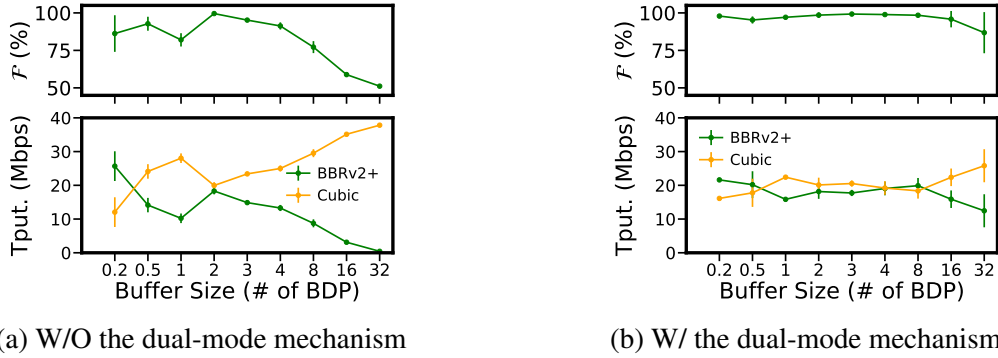 100
75
50
ℱ (%)
40
30
20
10
0
Tput. (Mbps)
BBRv2+
Cubic
0.2 0.5 1 2 3 4 8 16 32
Buffer Size (# of BDP)
(a) W/O the dual-mode mechanism
100
75
50
ℱ (%)
40
30
20
10
0
Tput. (Mbps)
BBRv2+
Cubic
0.2 0.5 1 2 3 4 8 16 32
Buffer Size (# of BDP)
(b) W/ the dual-mode mechanism